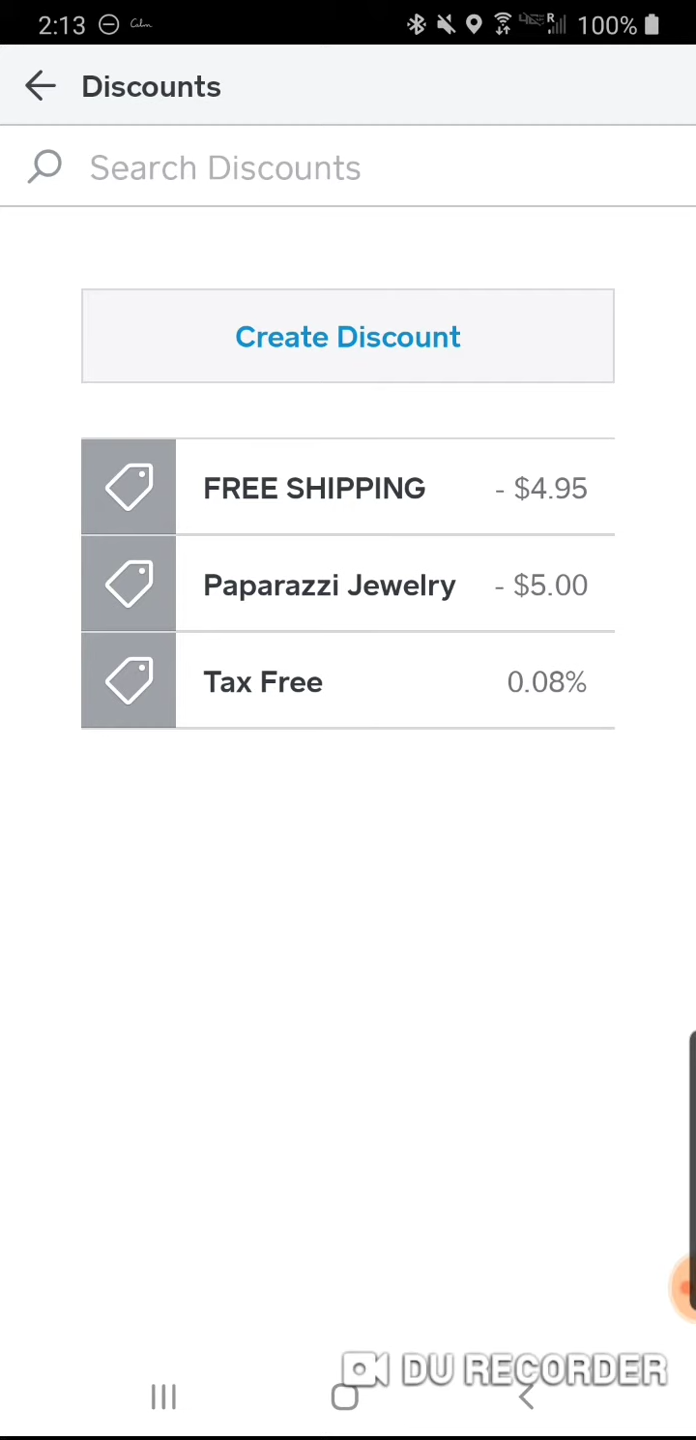 2:13 Calm 100%
Discounts
Search Discounts
Create Discount
FREE SHIPPING - $4.95
Paparazzi Jewelry - $5.00
Tax Free 0.08%
DU RECORDER